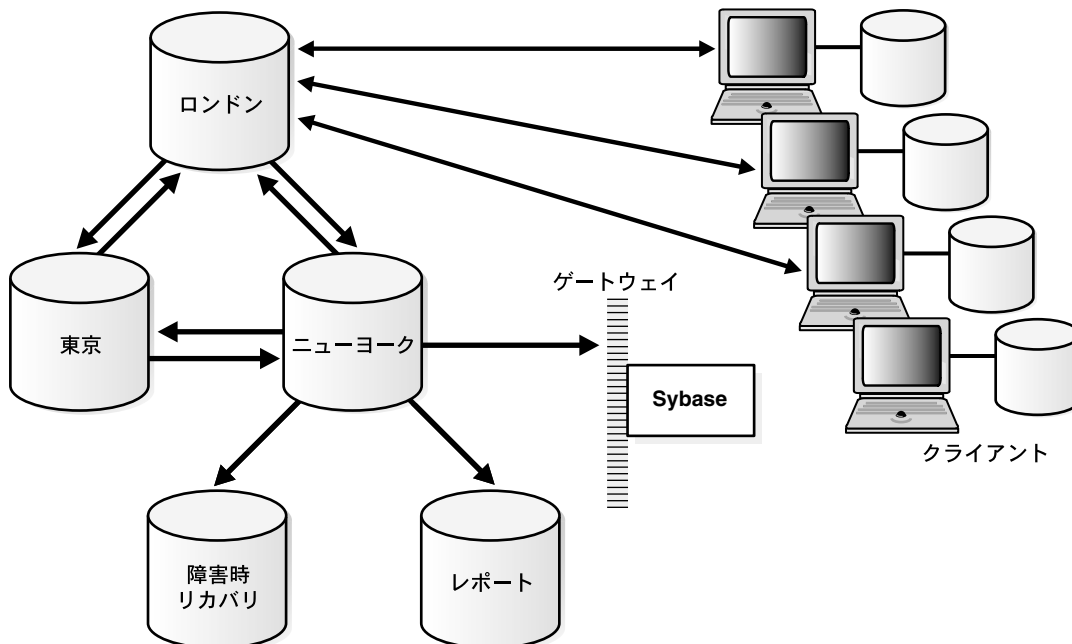 ロンドン
ゲートウェイ
東京
ニューヨーク
Sybase
クライアント
障害時
リカバリ
レポート